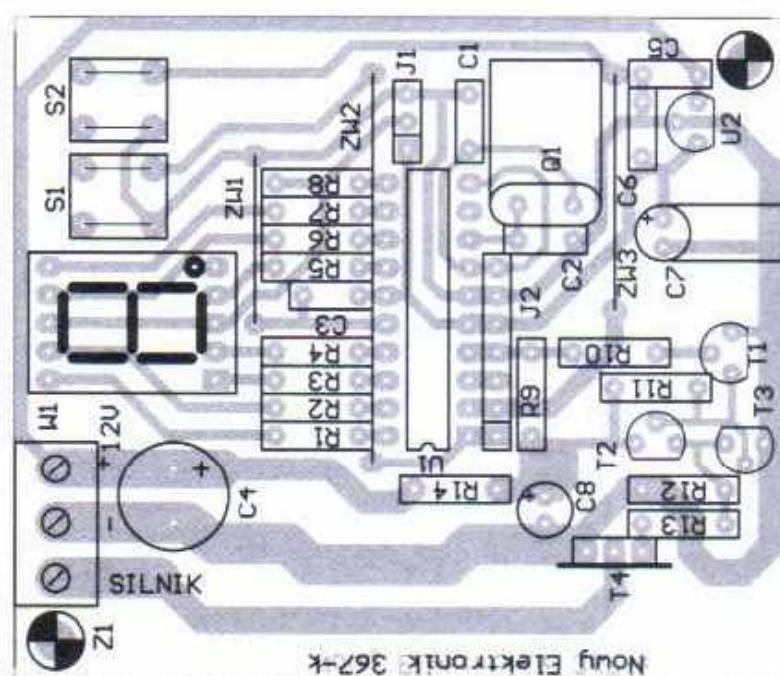 S2
S1
ZW1
ZW2
J1
C1
Q1
C5
U2
C6
C7
ZW3
R8
R7
R6
R5
C3
R4
R3
R2
R1
C2
J2
R9
R10
R11
T1
T3
T2
U1
W1
+12V
+
C4
-
SILNIK
Z1
R14
+
C8
R12
R13
T4
+
Nowy Elektronik 367-k